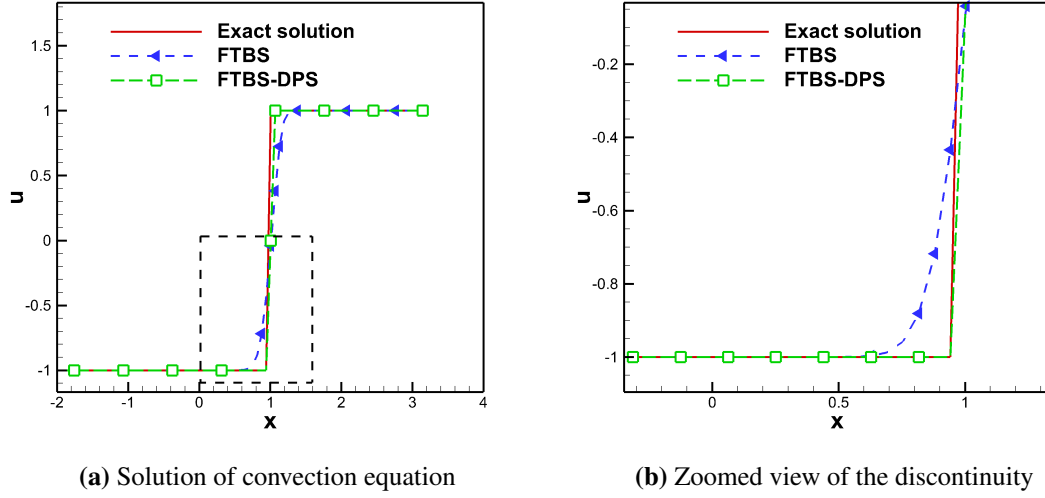 Exact solution
FTBS
FTBS-DPS
1.5
1
0.5
0
-0.5
-1
u
-2
-1
0
1
2
3
4
x
(a) Solution of convection equation
Exact solution
FTBS
FTBS-DPS
-0.2
-0.4
-0.6
-0.8
-1
u
0
0.5
1
x
(b) Zoomed view of the discontinuity